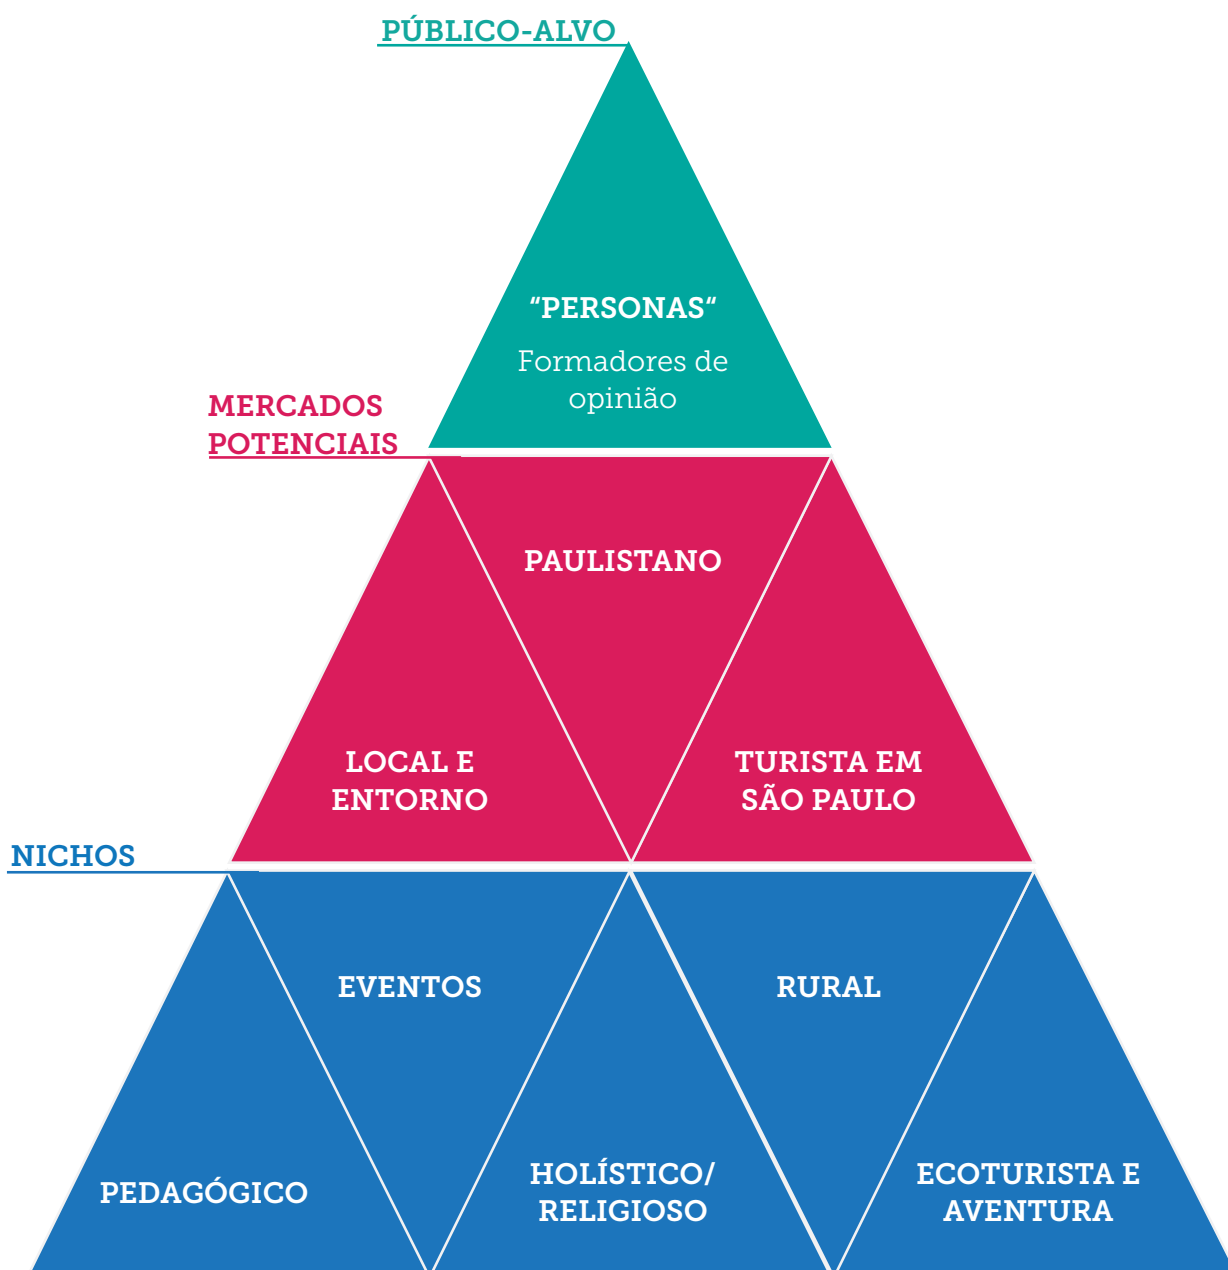 PÚBLICO-ALVO
“PERSONAS“
Formadores de
opinião
MERCADOS
POTENCIAIS
PAULISTANO
LOCAL E
ENTORNO
TURISTA EM
SÃO PAULO
NICHOS
EVENTOS
RURAL
PEDAGÓGICO
HOLÍSTICO/
RELIGIOSO
ECOTURISTA E
AVENTURA